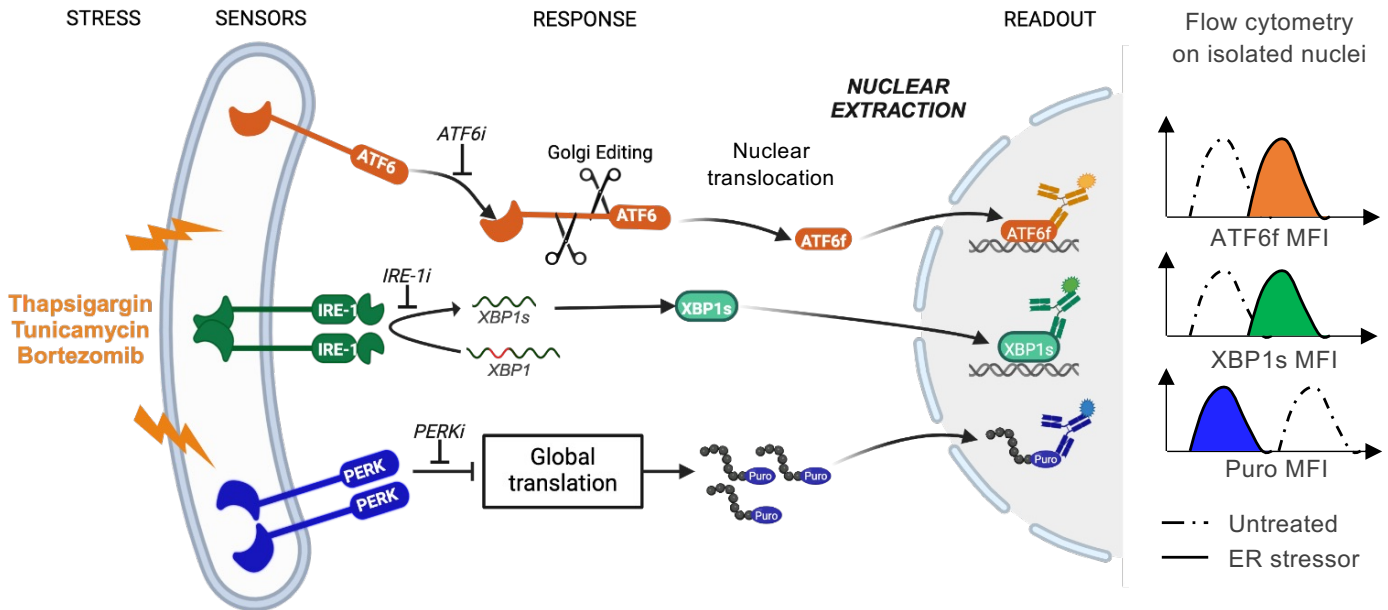 STRESS
SENSORS
RESPONSE
READOUT
Flow cytometry
on isolated nuclei
NUCLEAR
EXTRACTION
ATF6
ATF6i
Golgi Editing
ATF6
Nuclear
translocation
ATF6f
ATF6f
ATF6f MFI
Thapsigargin
Tunicamycin
Bortezomib
IRE-1
IRE-1
IRE-1i
XBP1s
XBP1
XBP1s
XBP1s
XBP1s MFI
PERK
PERK
PERKi
Global
translation
Puro
Puro
Puro
Puro
Puro MFI
Untreated
ER stressor